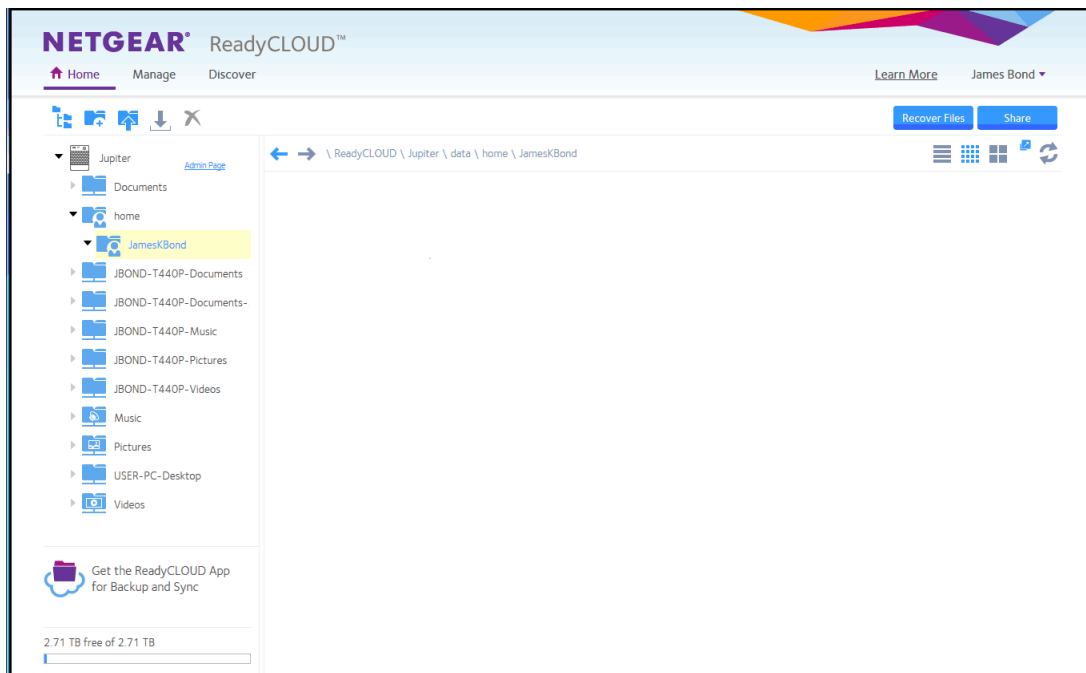 NETGEAR® ReadyCLOUD™
Home Manage Discover
Learn More James Bond
Recover Files Share
Jupiter Admin Page
\ ReadyCLOUD \ Jupiter \ data \ home \ JamesKBond
Documents
home
JamesKBond
JBOND-T440P-Documents
JBOND-T440P-Documents-
JBOND-T440P-Music
JBOND-T440P-Pictures
JBOND-T440P-Videos
Music
Pictures
USER-PC-Desktop
Videos
Get the ReadyCLOUD App
for Backup and Sync
2.71 TB free of 2.71 TB